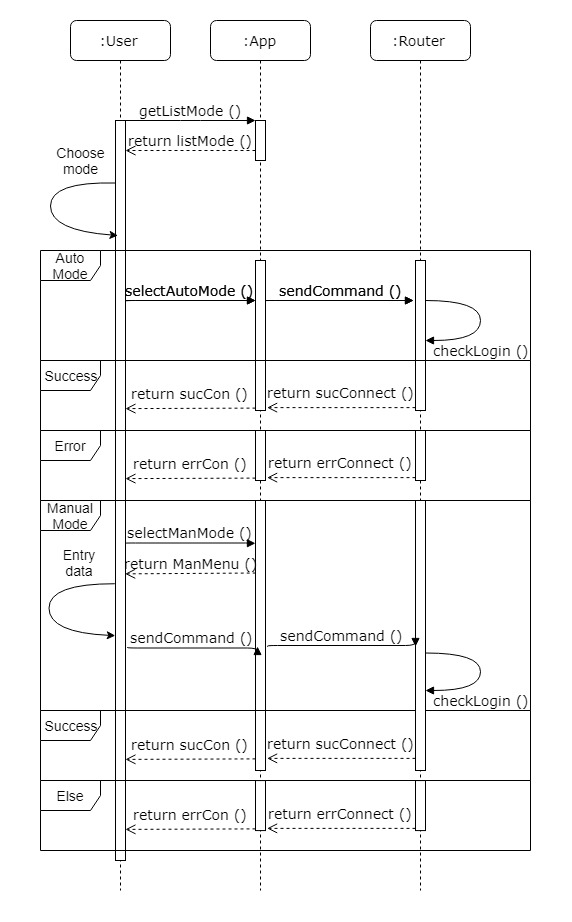 :User
:App
:Router
getListMode ()
return listMode ()
Choose
mode
Auto
Mode
selectAutoMode ()
sendCommand ()
checkLogin ()
Success
return sucCon ()
return sucConnect ()
Error
return errCon ()
return errConnect ()
Manual
Mode
selectManMode ()
Entry
data
return ManMenu ()
sendCommand ()
sendCommand ()
checkLogin ()
Success
return sucCon ()
return sucConnect ()
Else
return errCon ()
return errConnect ()